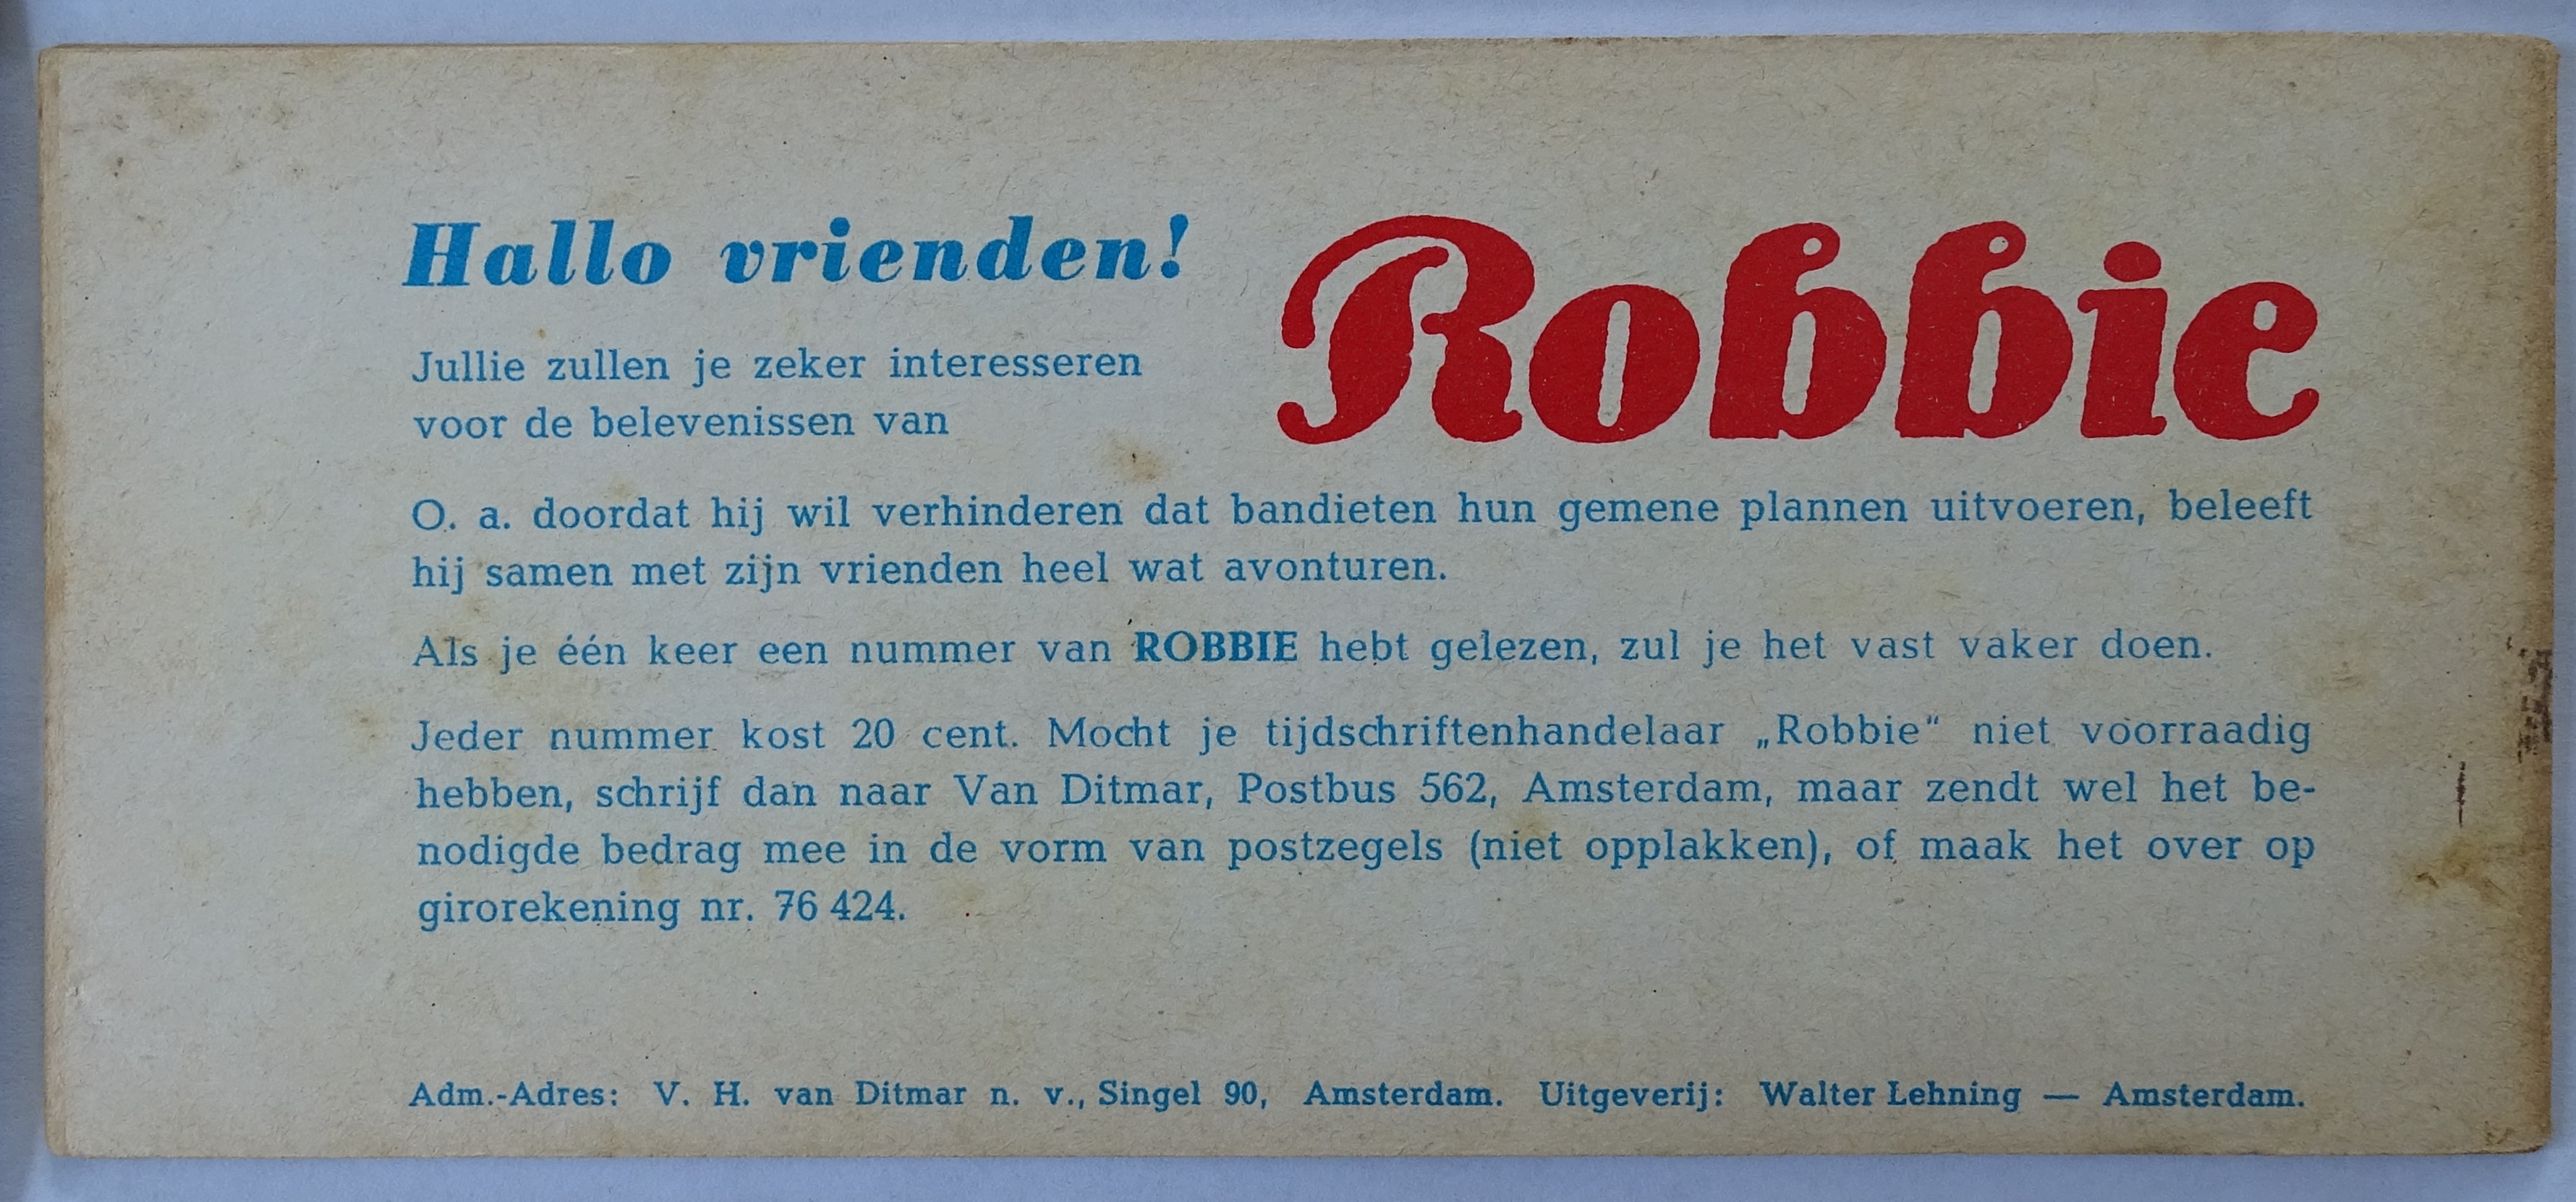 Hallo vrienden!
Robbie
Jullie zullen je zeker interesseren
voor de belevenissen van
O. a. doordat hij wil verhinderen dat bandieten hun gemene plannen uitvoeren, beleeft
hij samen met zijn vrienden heel wat avonturen.
Als je één keer een nummer van ROBBIE hebt gelezen, zul je het vast vaker doen.
Jeder nummer kost 20 cent. Mocht je tijdschriftenhandelaar „Robbie“ niet voorraadig
hebben, schrijf dan naar Van Ditmar, Postbus 562, Amsterdam, maar zendt wel het be-
nodigde bedrag mee in de vorm van postzegels (niet opplakken), of maak het over op
girorekening nr. 76 424.
Adm.-Adres: V. H. van Ditmar n. v., Singel 90, Amsterdam. Uitgeverij: Walter Lehning — Amsterdam.